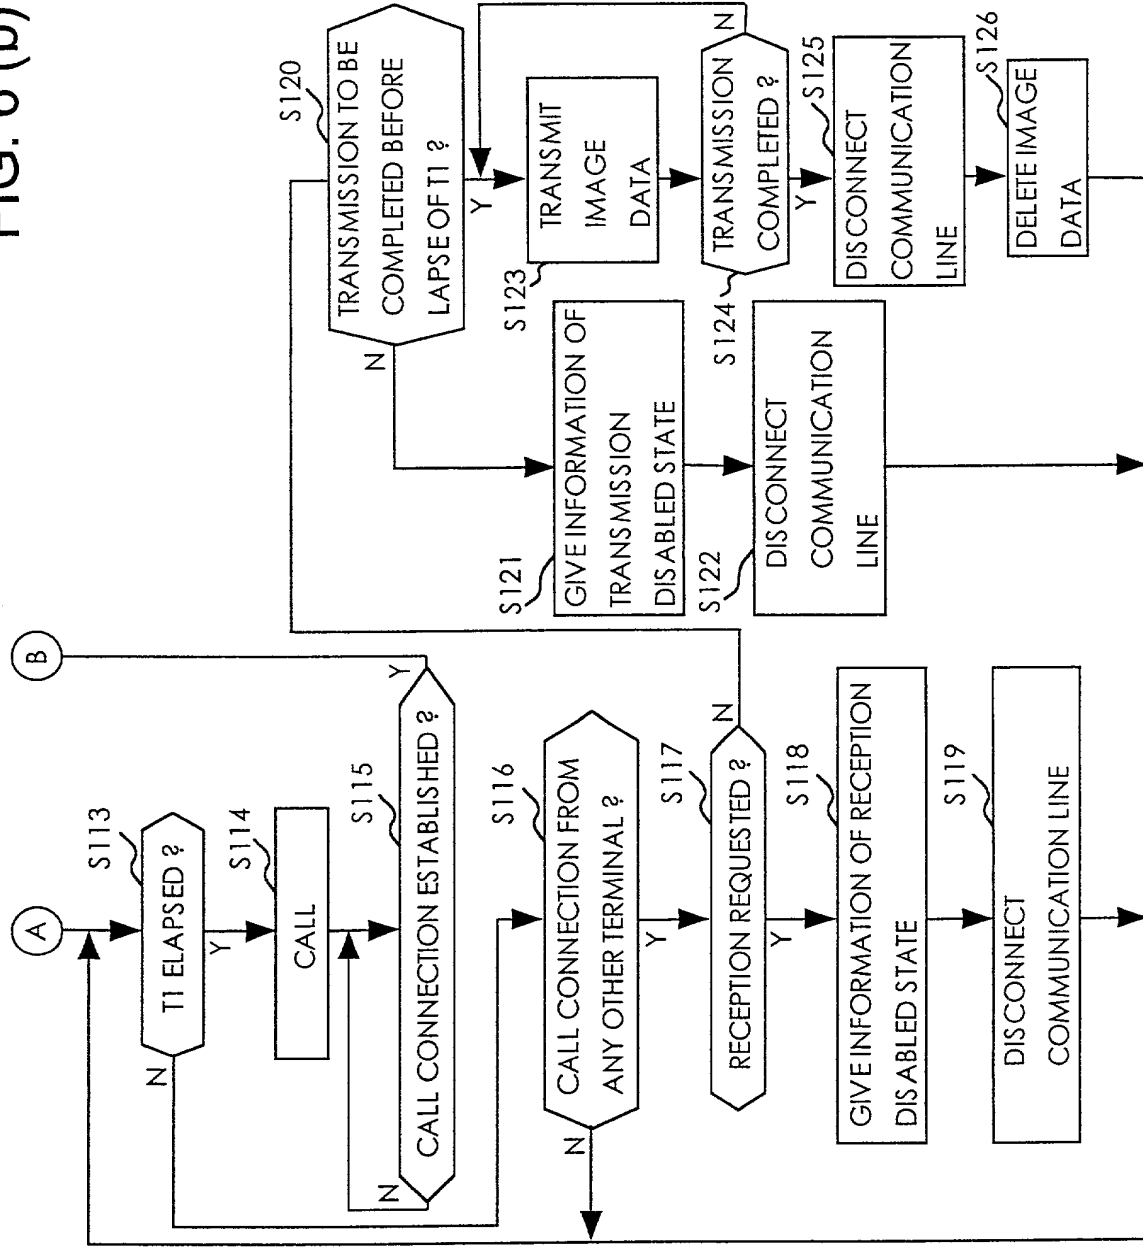 FIG. 6 (b)
A
B
S113
T1 ELAPSED ?
N
Y
S114
CALL
S115
CALL CONNECTION ESTABLISHED ?
N
Y
S116
CALL CONNECTION FROM
ANY OTHER TERMINAL ?
N
Y
S117
RECEPTION REQUESTED ?
N
Y
S118
GIVE INFORMATION OF RECEPTION
DISABLED STATE
S119
DISCONNECT
COMMUNICATION LINE
S120
TRANSMISSION TO BE
COMPLETED BEFORE
LAPSE OF T1 ?
N
Y
S121
GIVE INFORMATION OF
TRANSMISSION
DISABLED STATE
S122
DISCONNECT
COMMUNICATION
LINE
S123
TRANSMIT
IMAGE
DATA
S124
TRANSMISSION
COMPLETED ?
N
Y
S125
DISCONNECT
COMMUNICATION
LINE
S126
DELETE IMAGE
DATA